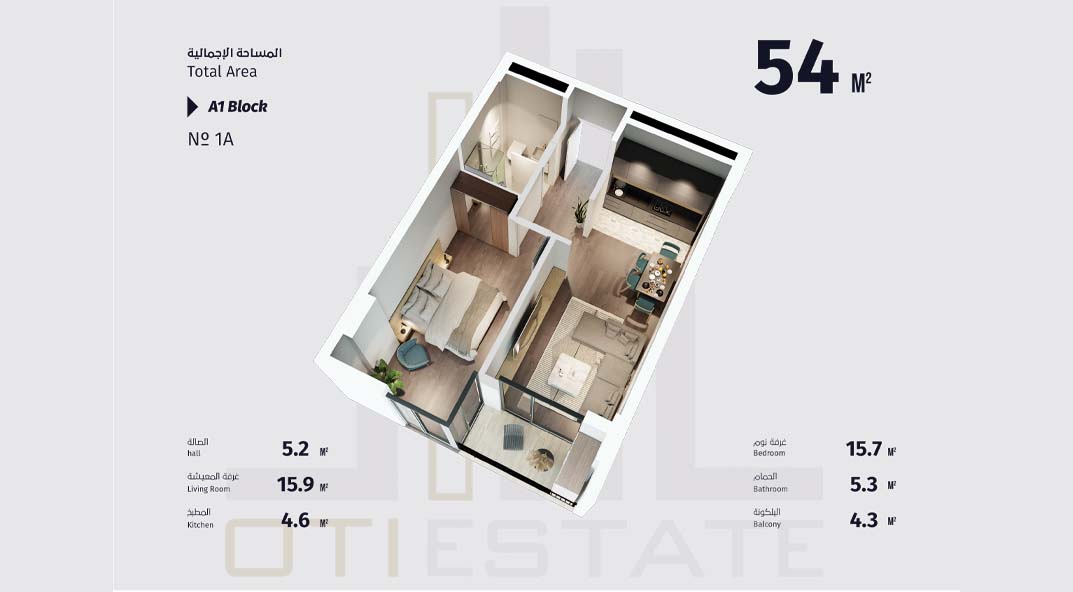 المساحة الإجمالية
Total Area
A1 Block
№ 1A
54 M²
الصالة
hall
5.2 M²
غرفة المعيشة
Living Room
15.9 M²
المطبخ
Kitchen
4.6 M²
غرفة نوم
Bedroom
15.7 M²
الحمام
Bathroom
5.3 M²
البلكونة
Balcony
4.3 M²
OTI ESTATE